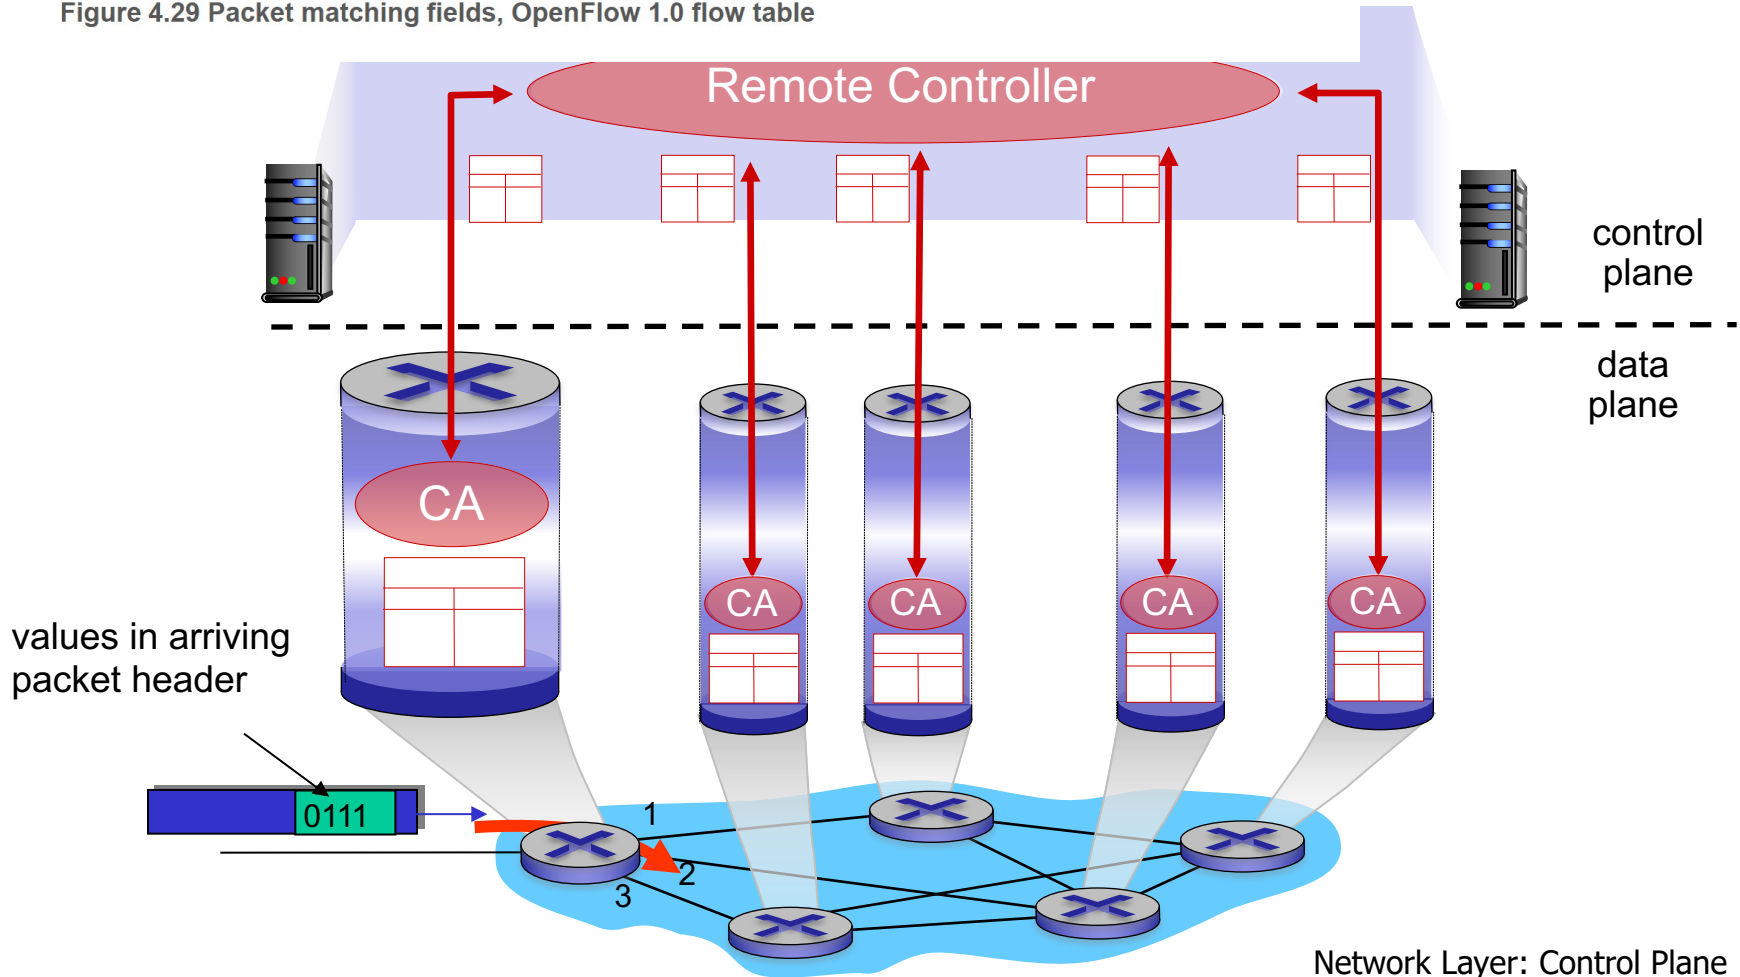 Figure 4.29 Packet matching fields, OpenFlow 1.0 flow table
Remote Controller
control
plane
data
plane
CA
CA
CA
CA
CA
values in arriving
packet header
0111
1
2
3
Network Layer: Control Plane